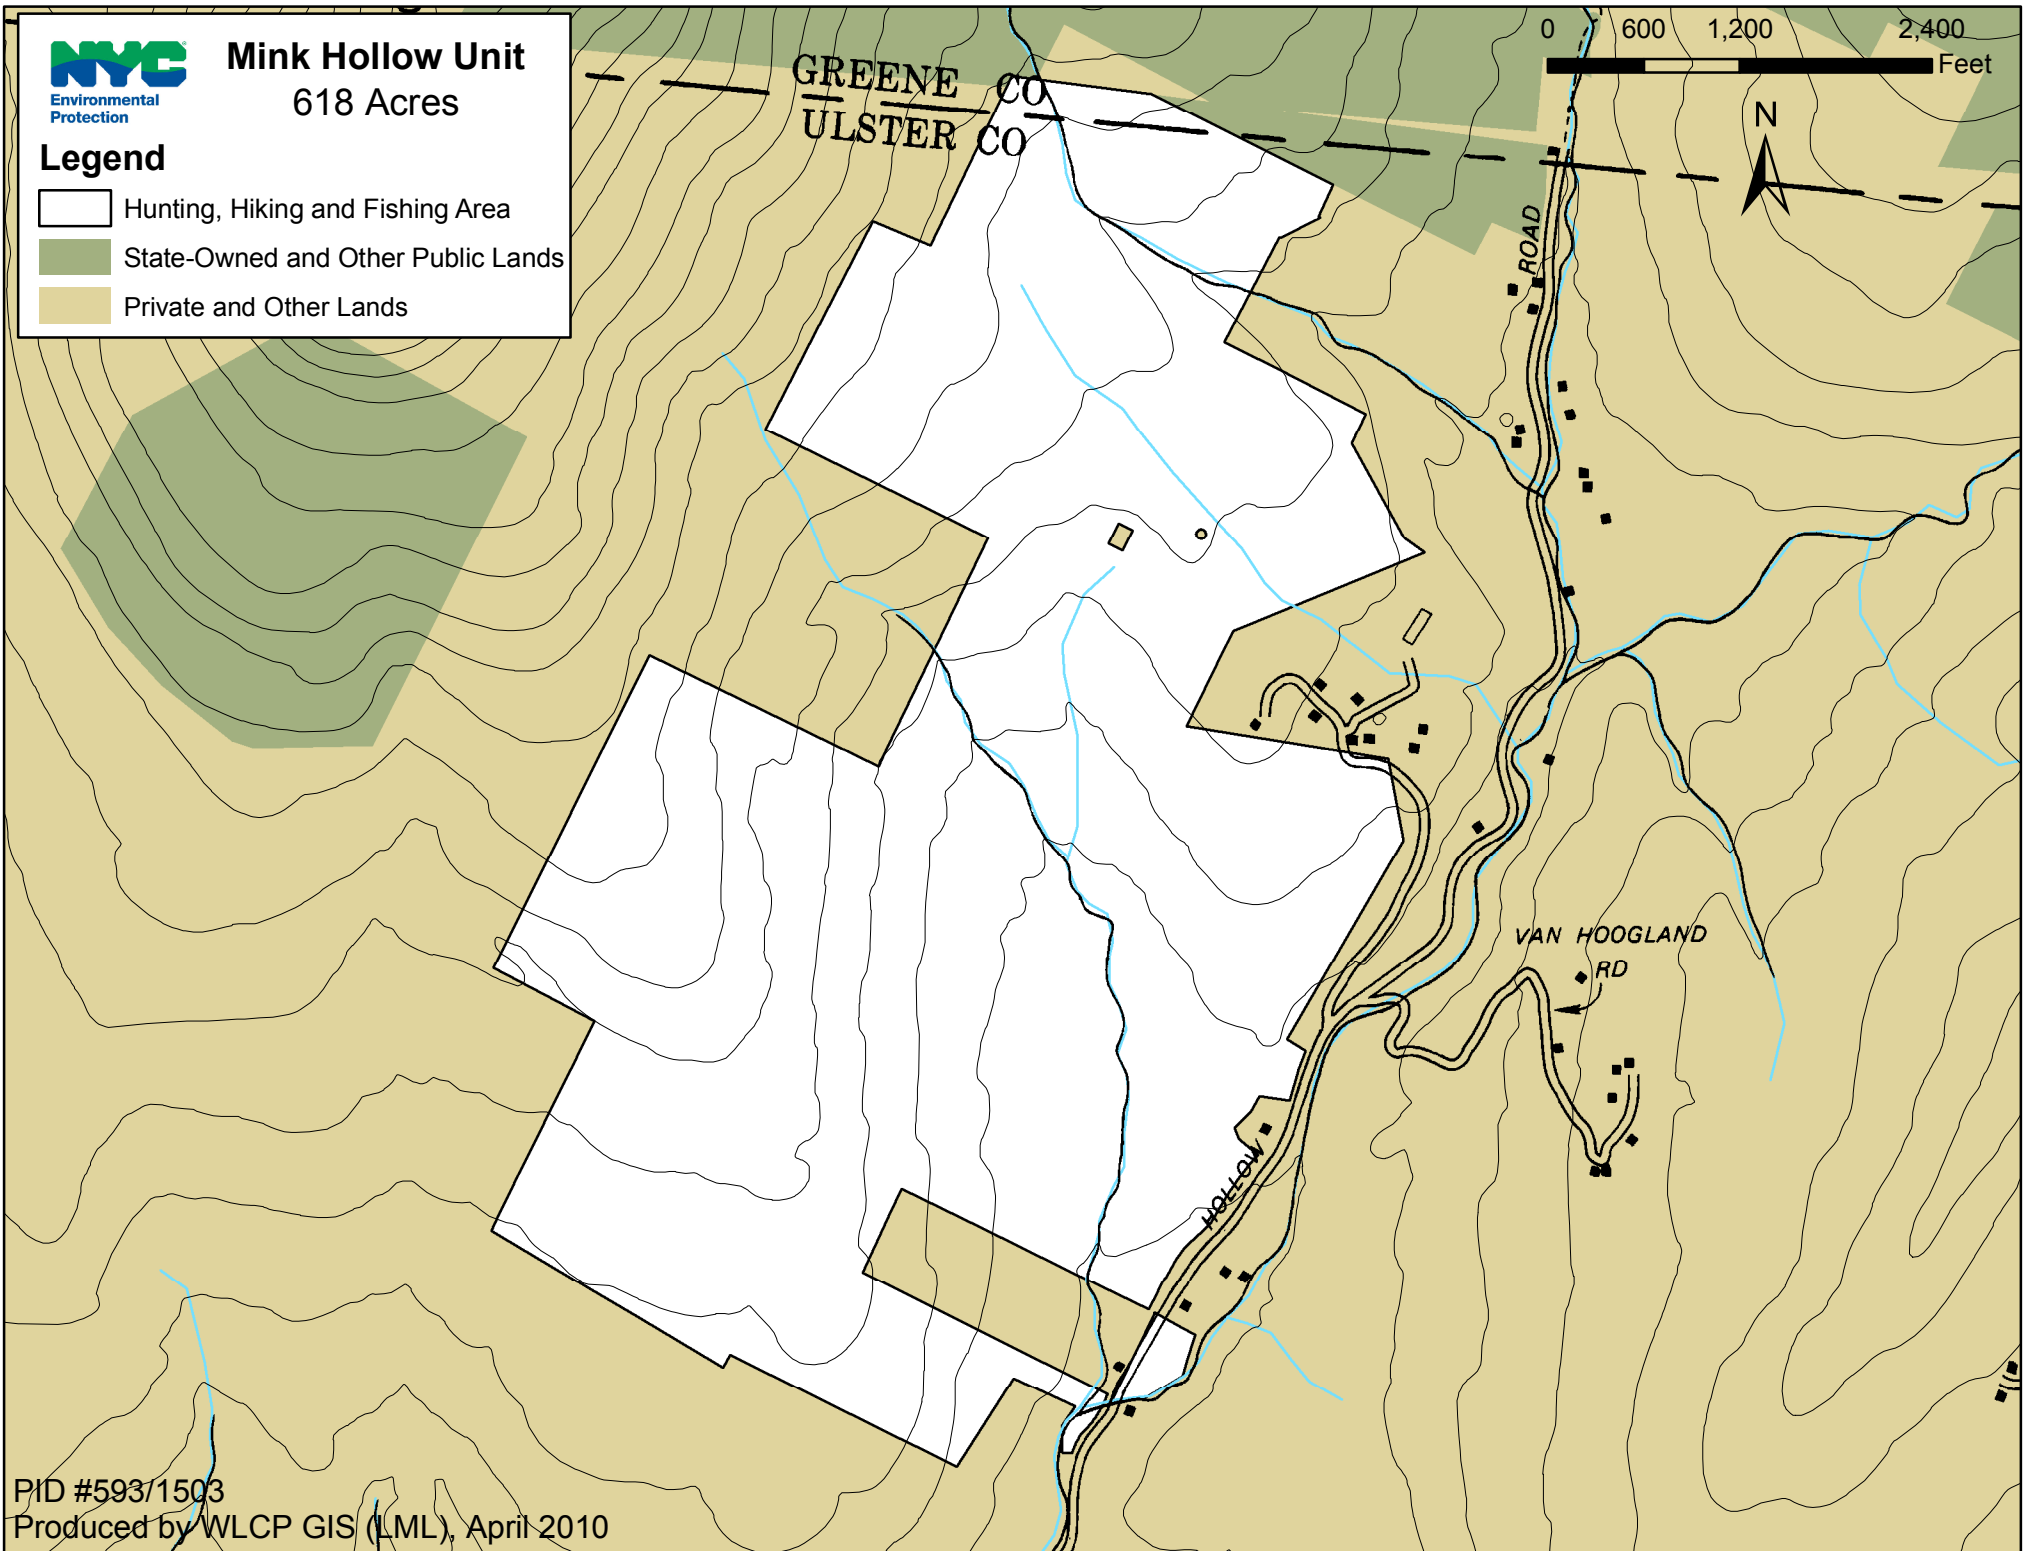 NYC
Environmental
Protection
Mink Hollow Unit
618 Acres
Legend
Hunting, Hiking and Fishing Area
State-Owned and Other Public Lands
Private and Other Lands
GREENE CO
ULSTER CO
0 600 1,200 2,400
Feet
N
ROAD
VAN HOOGLAND
RD
HOLLOW
PID #593/1503
Produced by WLCP GIS (LML), April 2010